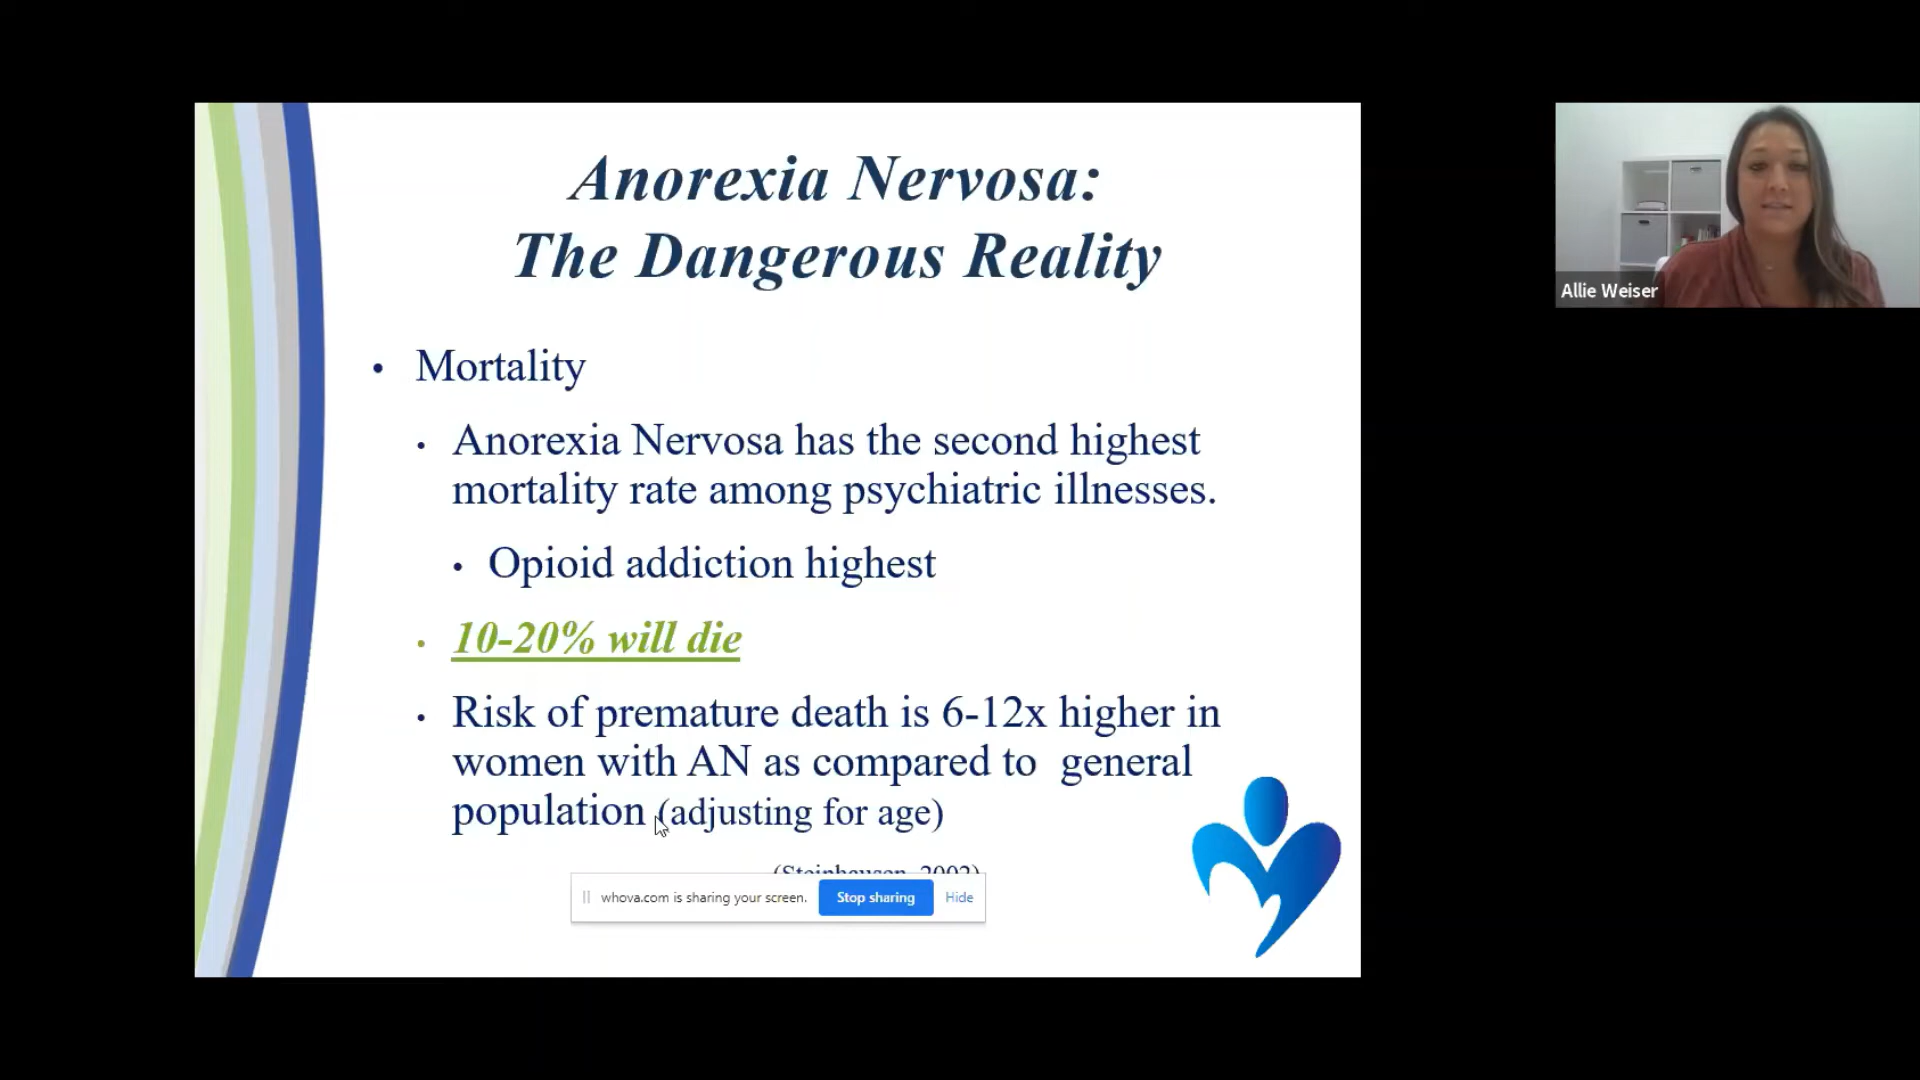 Anorexia Nervosa:
The Dangerous Reality
• Mortality
• Anorexia Nervosa has the second highest
mortality rate among psychiatric illnesses.
• Opioid addiction highest
• 10-20% will die
• Risk of premature death is 6-12x higher in
women with AN as compared to general
population (adjusting for age)
(Steinhausen, 2002)
whova.com is sharing your screen. Stop sharing Hide
Allie Weiser